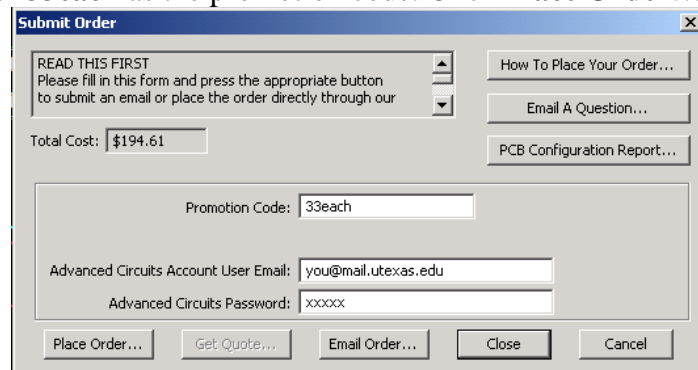 Submit Order
READ THIS FIRST
Please fill in this form and press the appropriate button
to submit an email or place the order directly through our
How To Place Your Order...
Email A Question...
Total Cost: $194.61
PCB Configuration Report...
Promotion Code: 33each
Advanced Circuits Account User Email: you@mail.utexas.edu
Advanced Circuits Password: xxxxx
Place Order... Get Quote... Email Order... Close Cancel